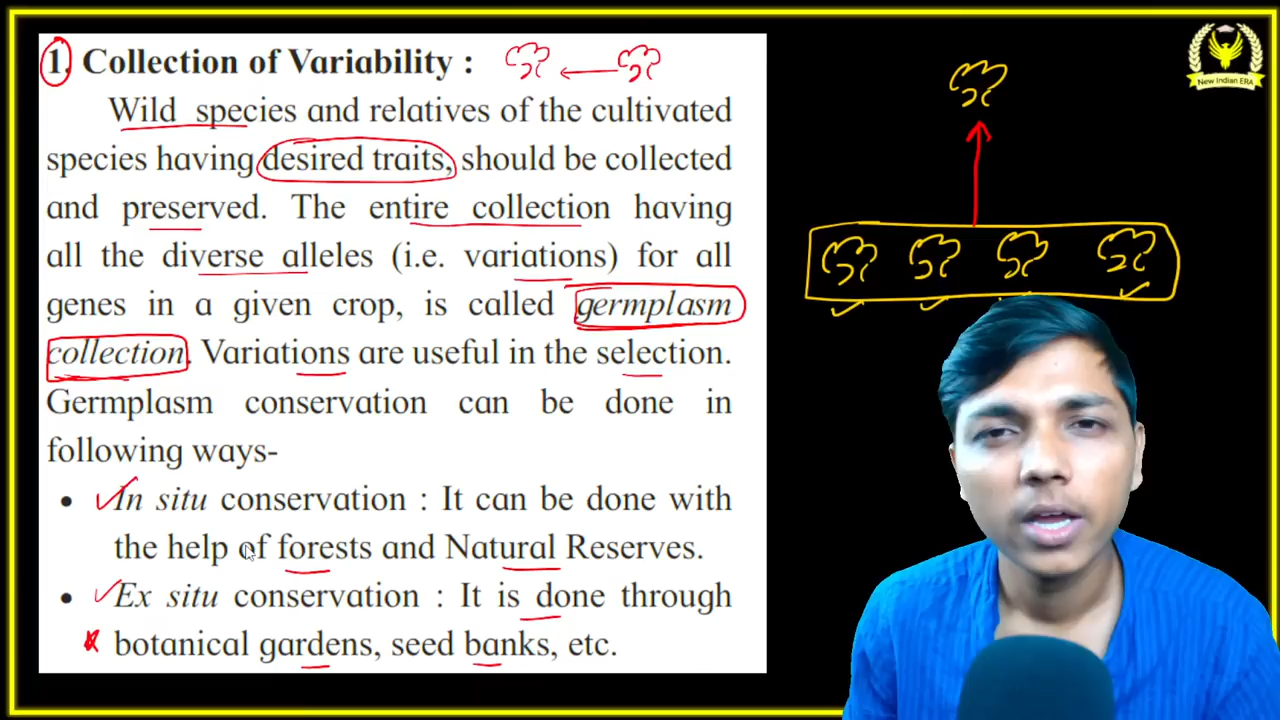 1. Collection of Variability :
Wild species and relatives of the cultivated
species having desired traits, should be collected
and preserved. The entire collection having
all the diverse alleles (i.e. variations) for all
genes in a given crop, is called germplasm
collection. Variations are useful in the selection.
Germplasm conservation can be done in
following ways-
• In situ conservation : It can be done with
the help of forests and Natural Reserves.
• Ex situ conservation : It is done through
botanical gardens, seed banks, etc.
New Indian ERA